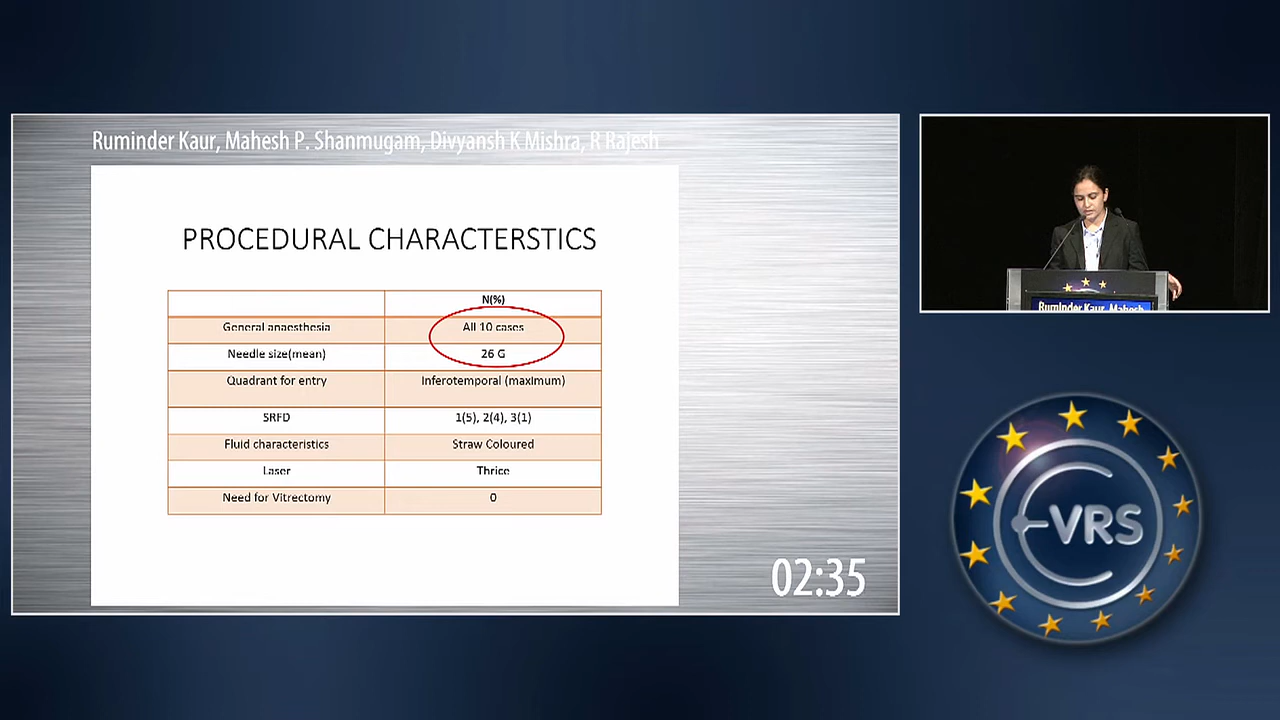 Ruminder Kaur, Mahesh P. Shanmugam, Divyansh K Mishra, R Rajesh
PROCEDURAL CHARACTERSTICS
N(%)
General anaesthesia All 10 cases
Needle size(mean) 26 G
Quadrant for entry Inferotemporal (maximum)
SRFD 1(5), 2(4), 3(1)
Fluid characteristics Straw Coloured
Laser Thrice
Need for Vitrectomy 0
02:35
Ruminder Kaur, Mahesh
EVRS